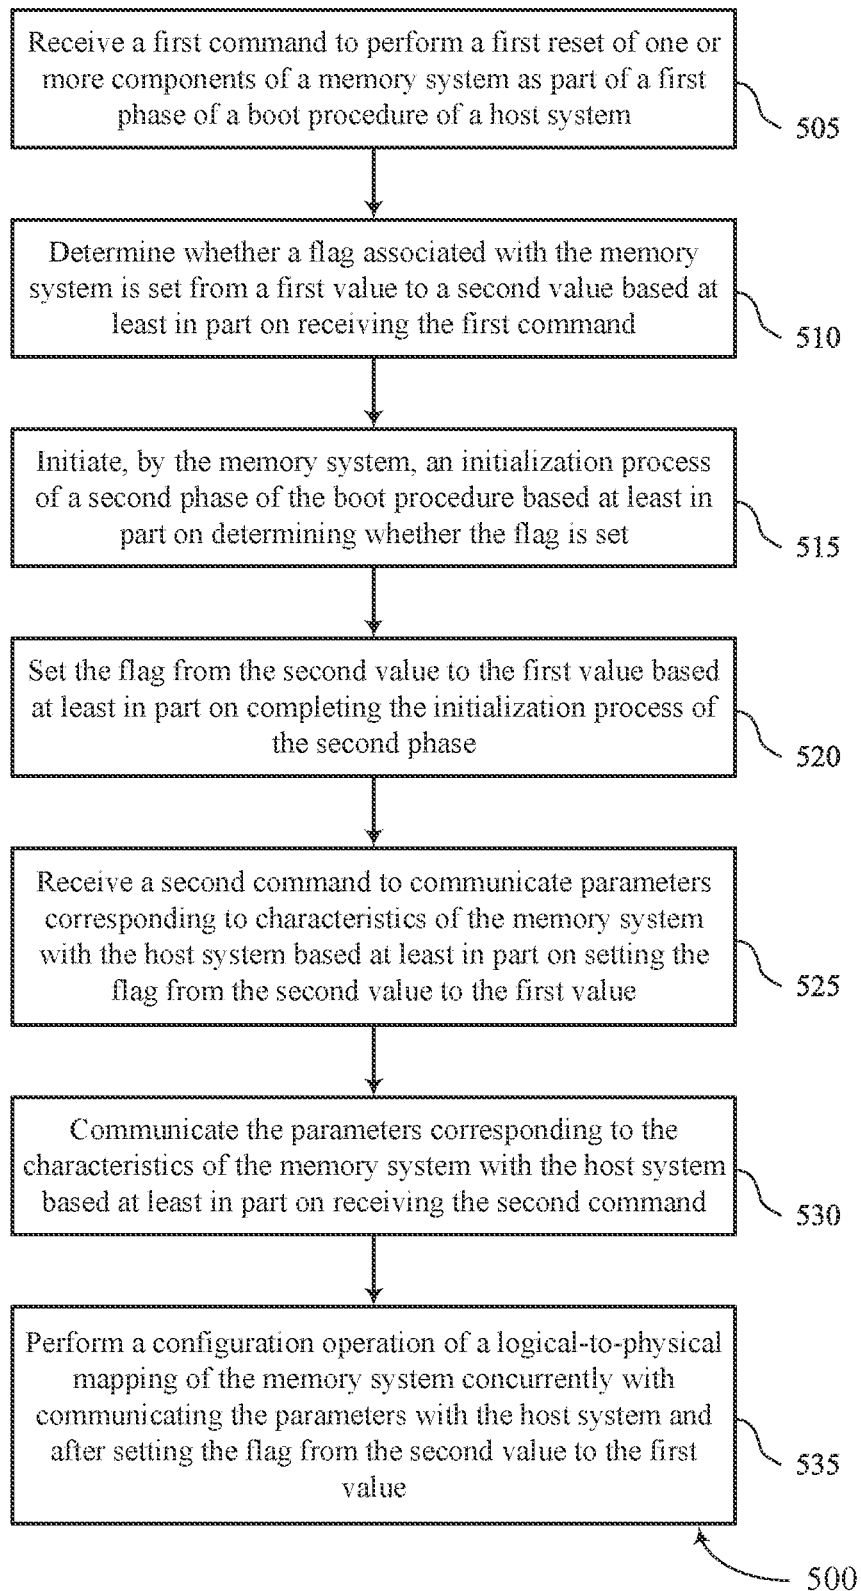 Receive a first command to perform a first reset of one or
more components of a memory system as part of a first
phase of a boot procedure of a host system
505
Determine whether a flag associated with the memory
system is set from a first value to a second value based at
least in part on receiving the first command
510
Initiate, by the memory system, an initialization process
of a second phase of the boot procedure based at least in
part on determining whether the flag is set
515
Set the flag from the second value to the first value based
at least in part on completing the initialization process of
the second phase
520
Receive a second command to communicate parameters
corresponding to characteristics of the memory system
with the host system based at least in part on setting the
flag from the second value to the first value
525
Communicate the parameters corresponding to the
characteristics of the memory system with the host system
based at least in part on receiving the second command
530
Perform a configuration operation of a logical-to-physical
mapping of the memory system concurrently with
communicating the parameters with the host system and
after setting the flag from the second value to the first
value
535
500